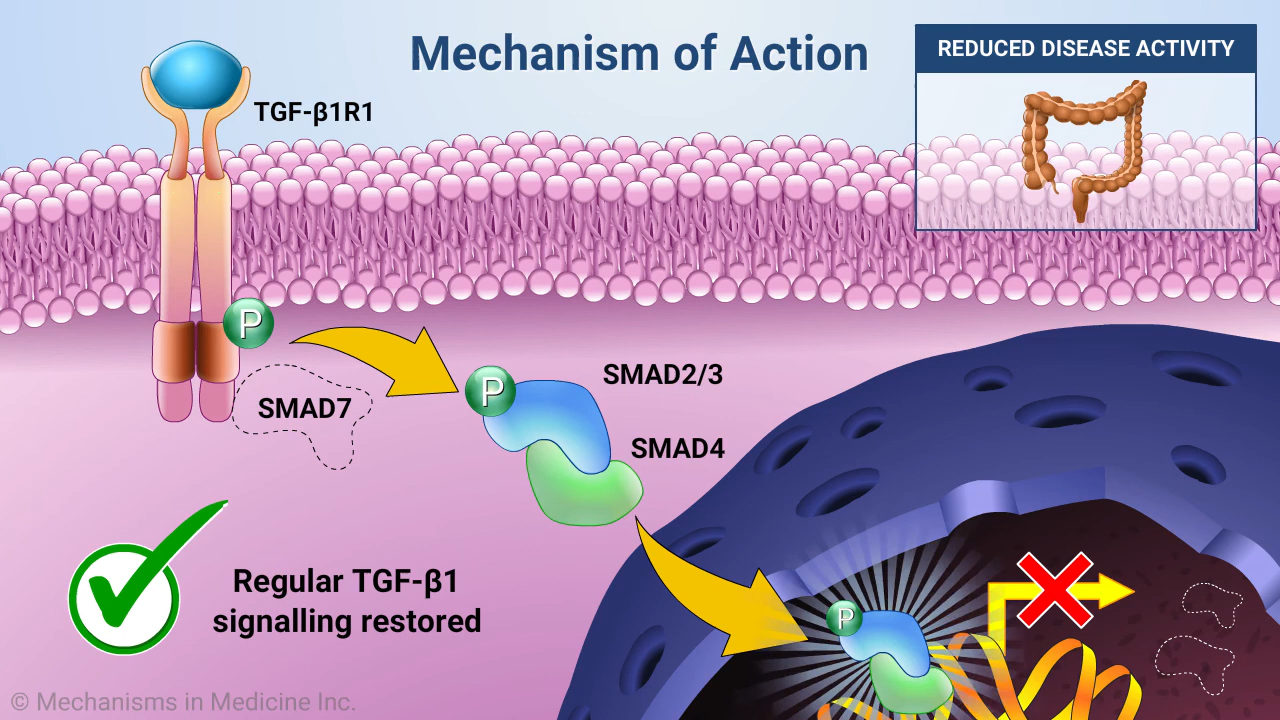 Mechanism of Action
REDUCED DISEASE ACTIVITY
TGF-β1R1
P
P
SMAD2/3
SMAD7
SMAD4
Regular TGF-β1
signalling restored
P
© Mechanisms in Medicine Inc.